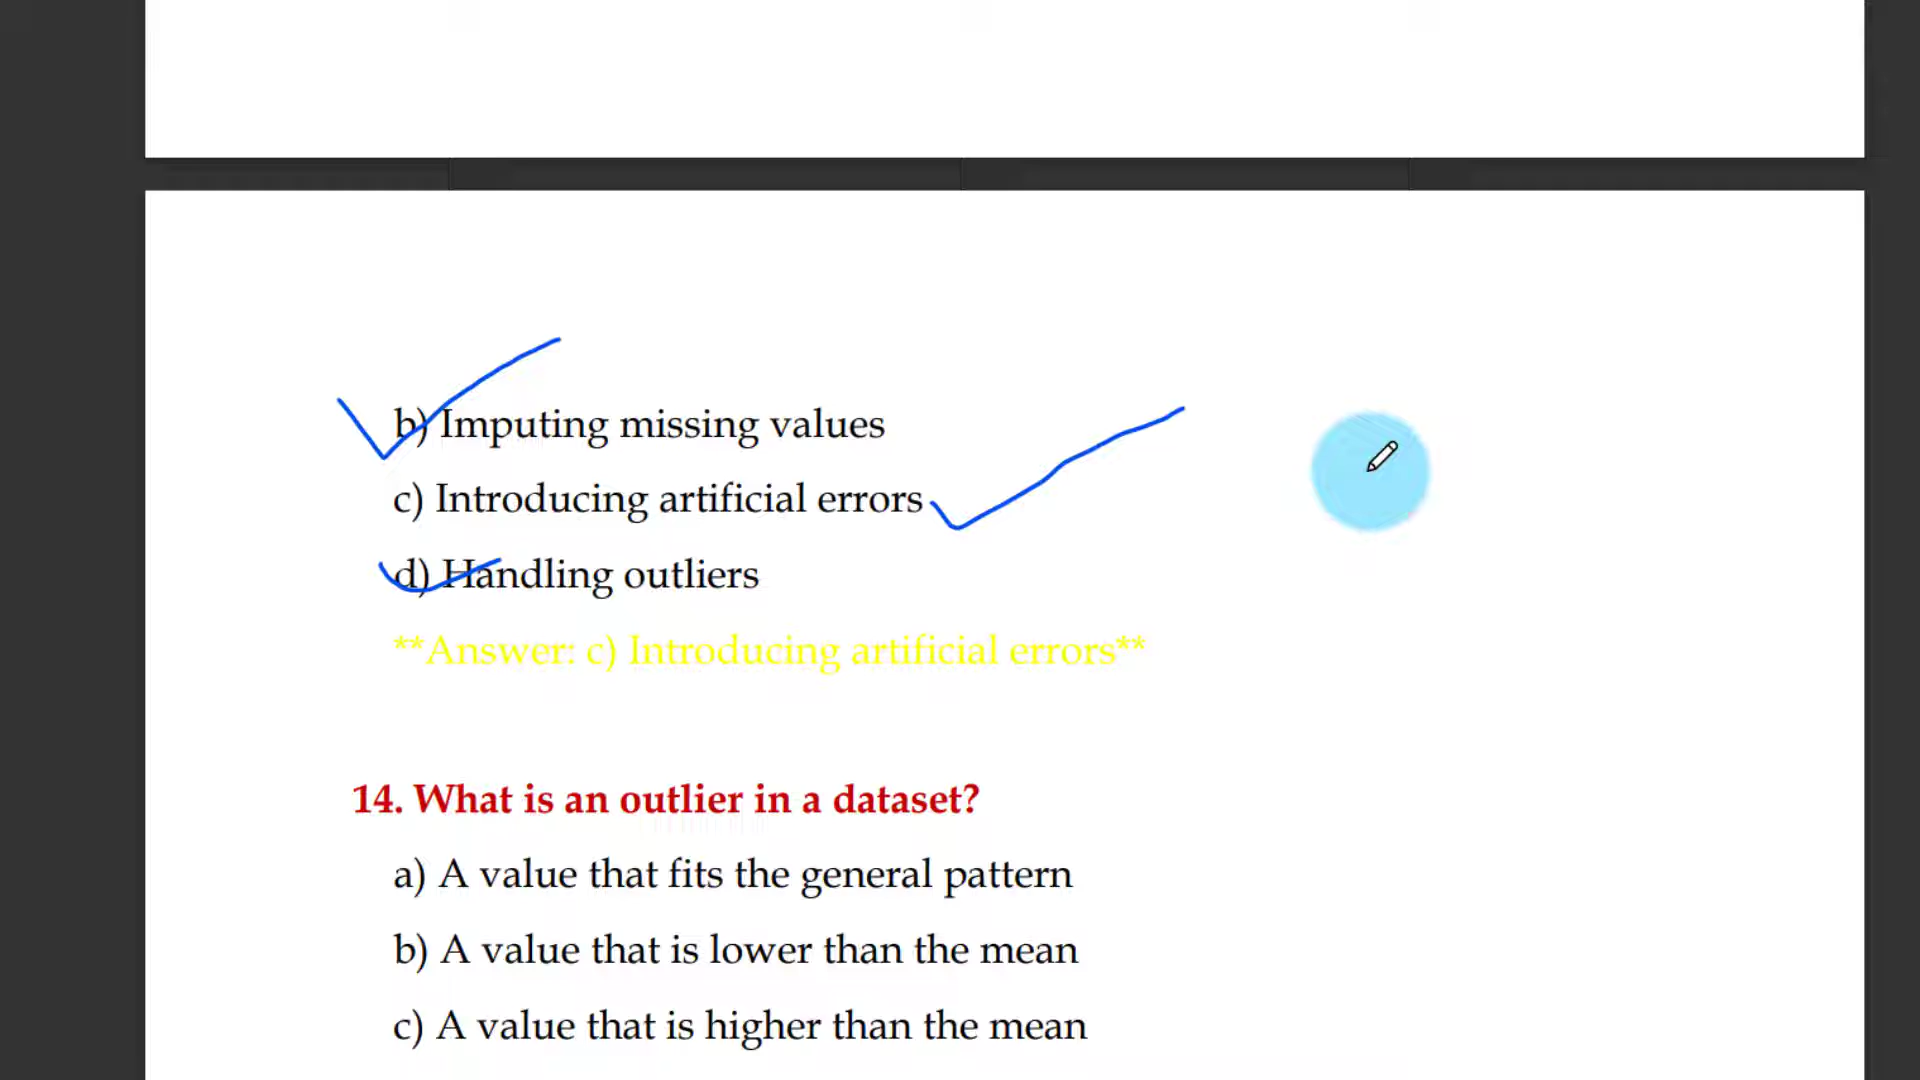 b) Imputing missing values
c) Introducing artificial errors
d) Handling outliers
**Answer: c) Introducing artificial errors**
14. What is an outlier in a dataset?
a) A value that fits the general pattern
b) A value that is lower than the mean
c) A value that is higher than the mean